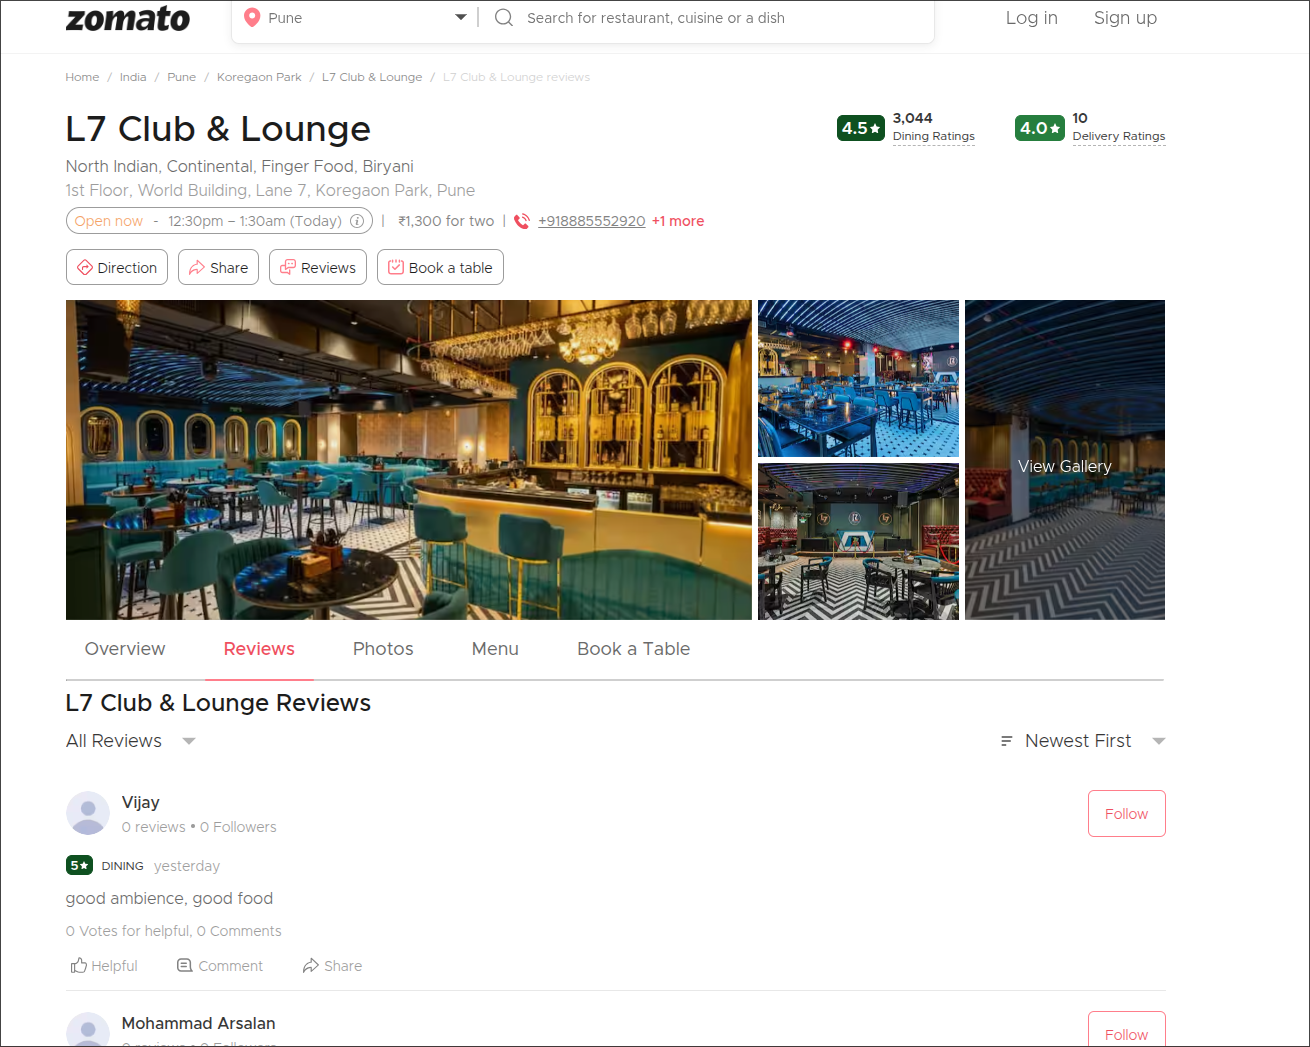 zomato
Pune
Search for restaurant, cuisine or a dish
Log in
Sign up
Home / India / Pune / Koregaon Park / L7 Club & Lounge / L7 Club & Lounge reviews
L7 Club & Lounge
4.5★ 3,044 Dining Ratings
4.0★ 10 Delivery Ratings
North Indian, Continental, Finger Food, Biryani
1st Floor, World Building, Lane 7, Koregaon Park, Pune
Open now - 12:30pm – 1:30am (Today) | ₹1,300 for two | +918885552920 +1 more
Direction
Share
Reviews
Book a table
View Gallery
Overview
Reviews
Photos
Menu
Book a Table
L7 Club & Lounge Reviews
All Reviews
Newest First
Vijay
0 reviews • 0 Followers
Follow
5★ DINING yesterday
good ambience, good food
0 Votes for helpful, 0 Comments
Helpful
Comment
Share
Mohammad Arsalan
0 reviews • 0 Followers
Follow